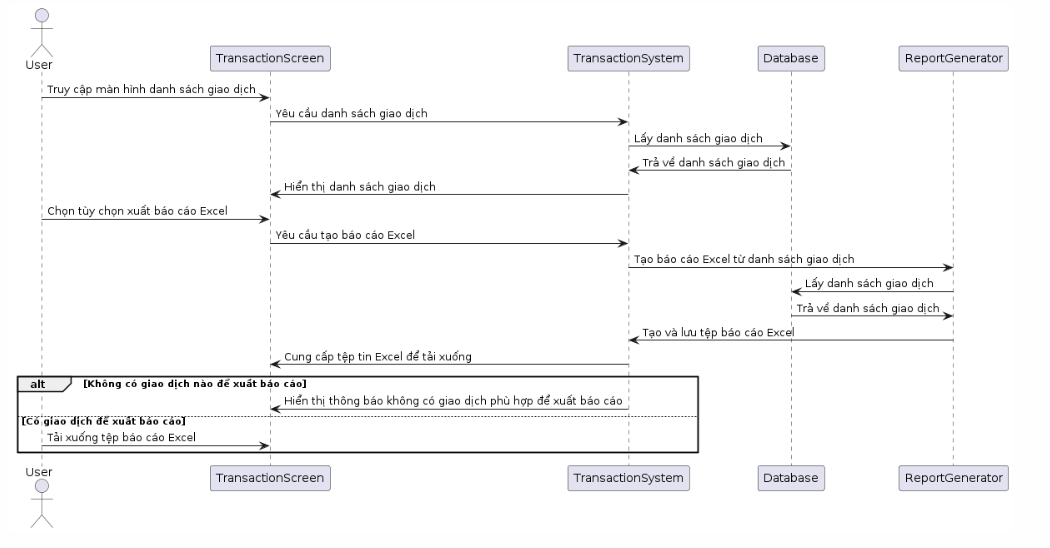 User
TransactionScreen
TransactionSystem
Database
ReportGenerator
Truy cập màn hình danh sách giao dịch
Yêu cầu danh sách giao dịch
Lấy danh sách giao dịch
Trả về danh sách giao dịch
Hiển thị danh sách giao dịch
Chọn tùy chọn xuất báo cáo Excel
Yêu cầu tạo báo cáo Excel
Tạo báo cáo Excel từ danh sách giao dịch
Lấy danh sách giao dịch
Trả về danh sách giao dịch
Tạo và lưu tệp báo cáo Excel
Cung cấp tệp tin Excel để tải xuống
alt [Không có giao dịch nào để xuất báo cáo]
Hiển thị thông báo không có giao dịch phù hợp để xuất báo cáo
[Có giao dịch để xuất báo cáo]
Tải xuống tệp báo cáo Excel
User
TransactionScreen
TransactionSystem
Database
ReportGenerator